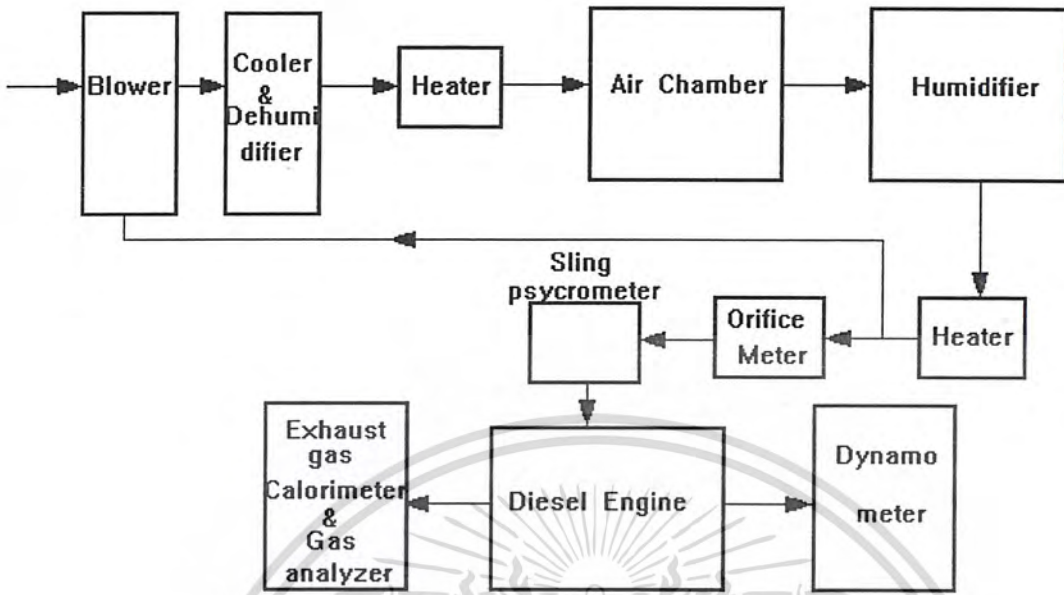 Blower
Cooler
&
Dehumi
difier
Heater
Air Chamber
Humidifier
Sling
psycrometer
Orifice
Meter
Heater
Exhaust
gas
Calorimeter
&
Gas
analyzer
Diesel Engine
Dynamo
meter